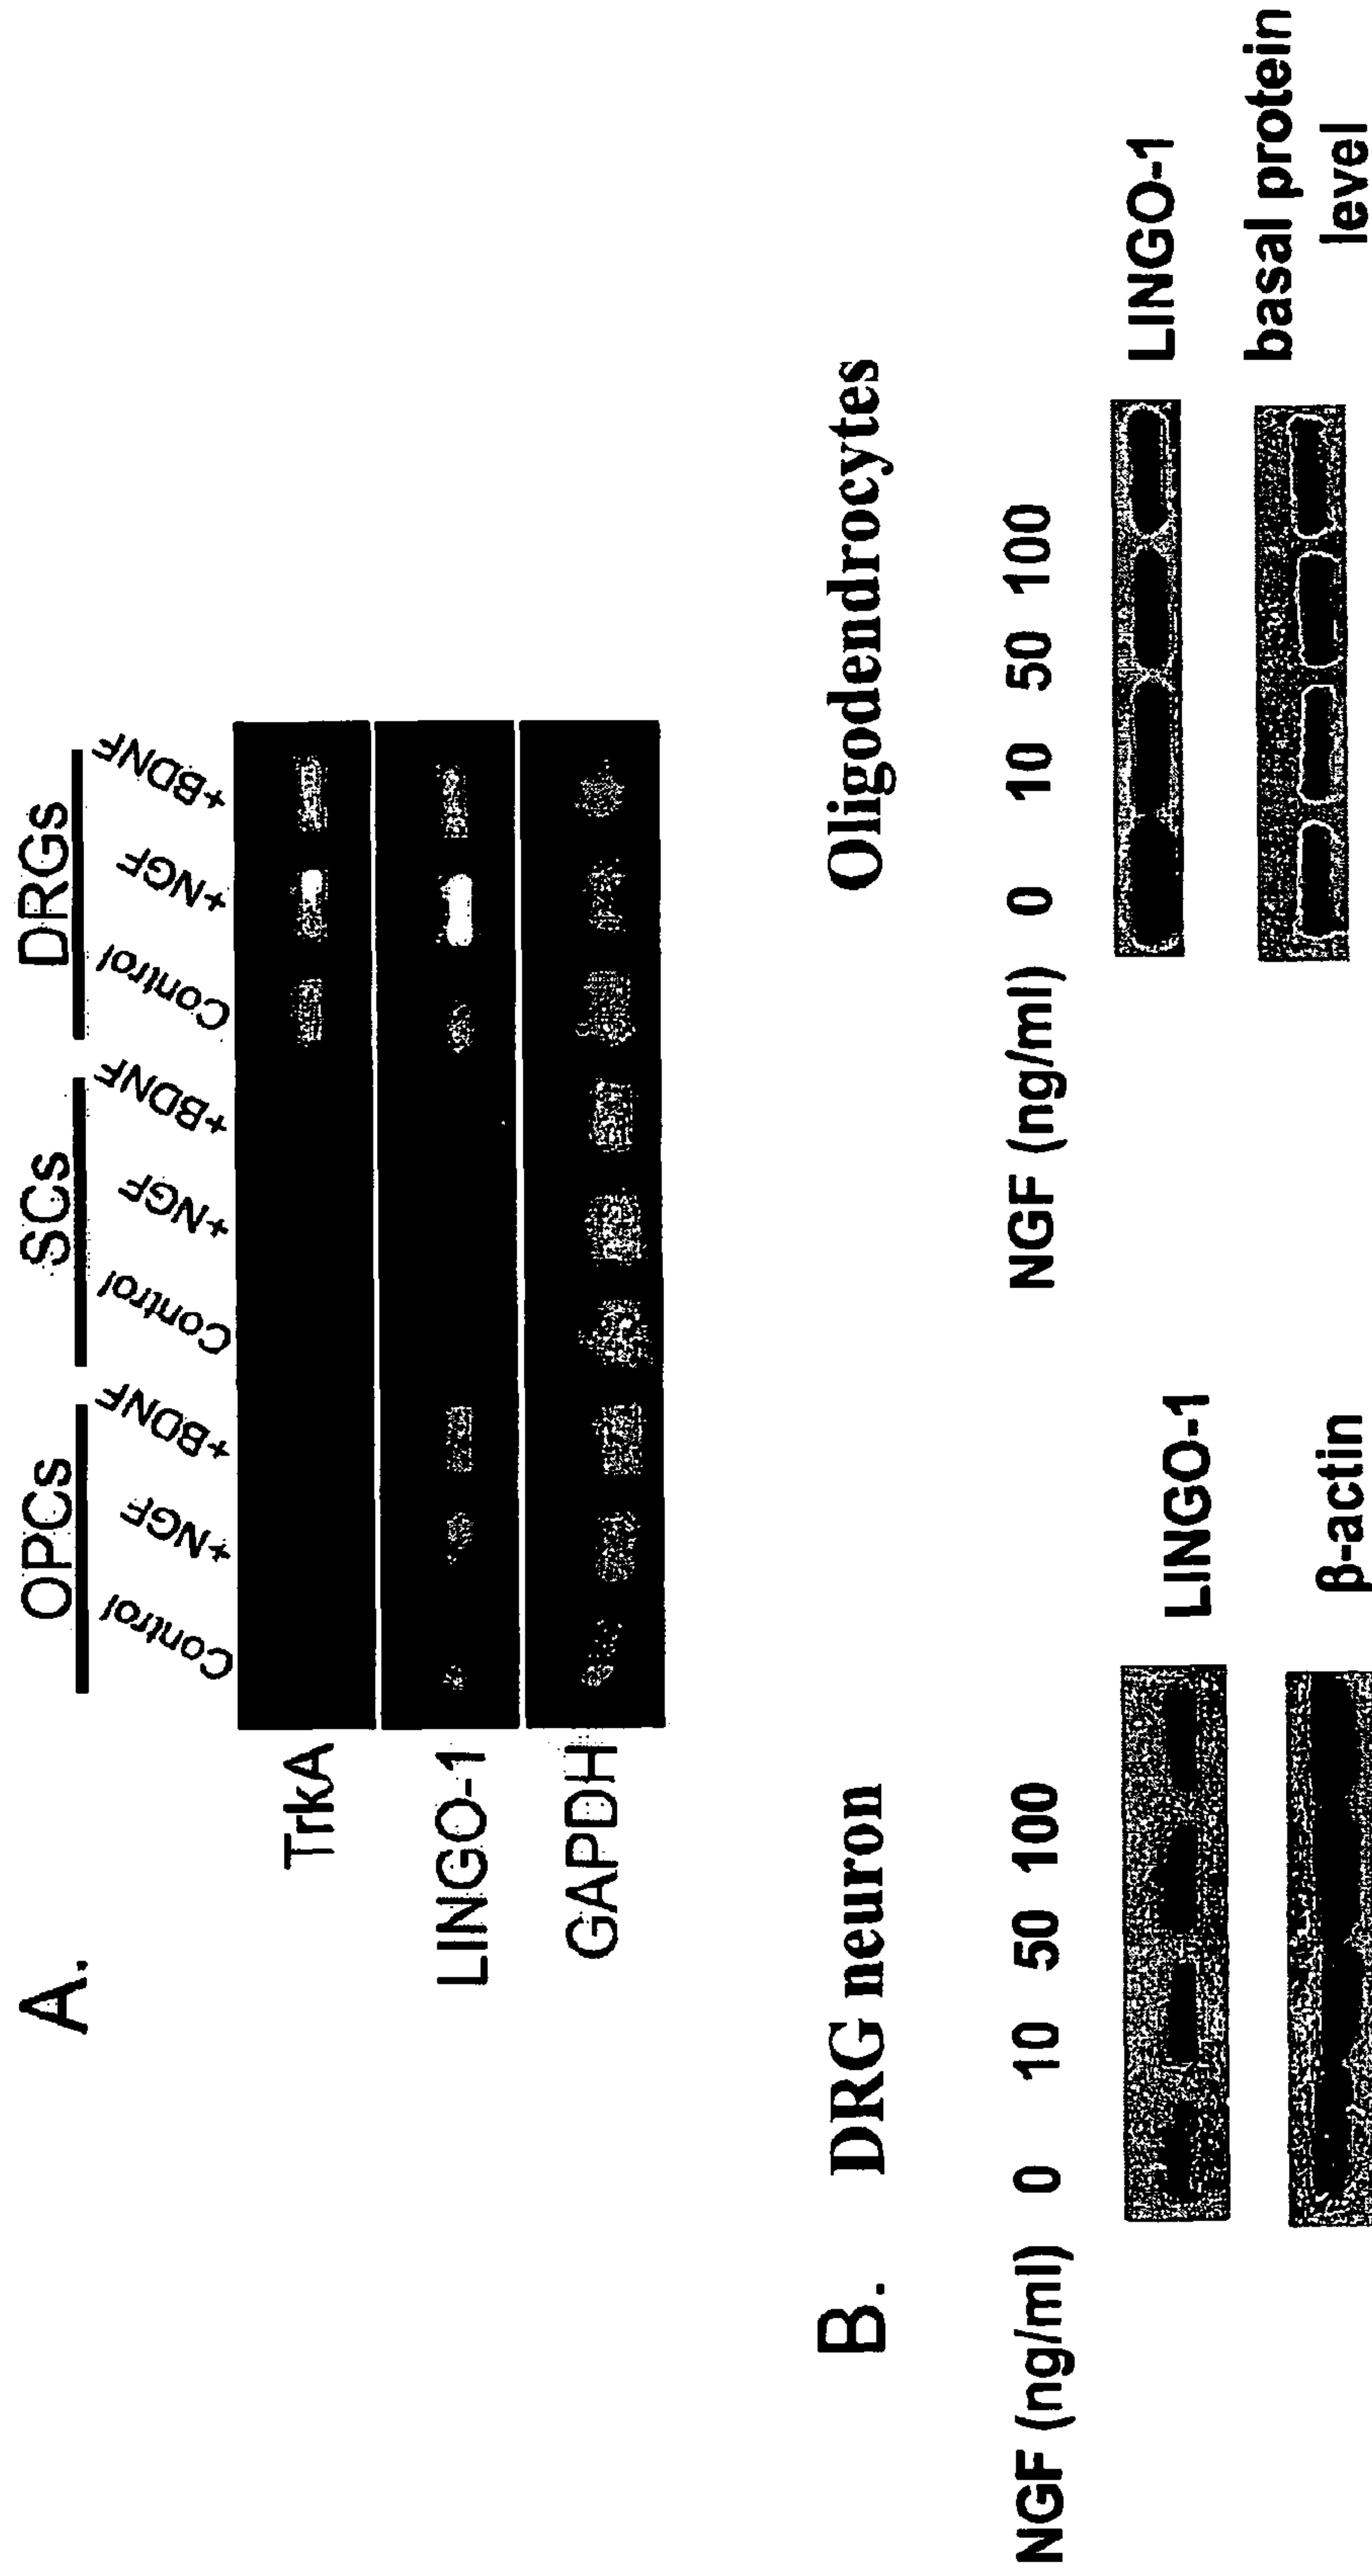 A.
OPCs SCs DRGs
Control +NGF +BDNF Control +NGF +BDNF Control +NGF +BDNF
TrkA
LINGO-1
GAPDH
B. DRG neuron Oligodendrocytes
NGF (ng/ml) 0 10 50 100 NGF (ng/ml) 0 10 50 100
LINGO-1 LINGO-1
β-actin basal protein
level